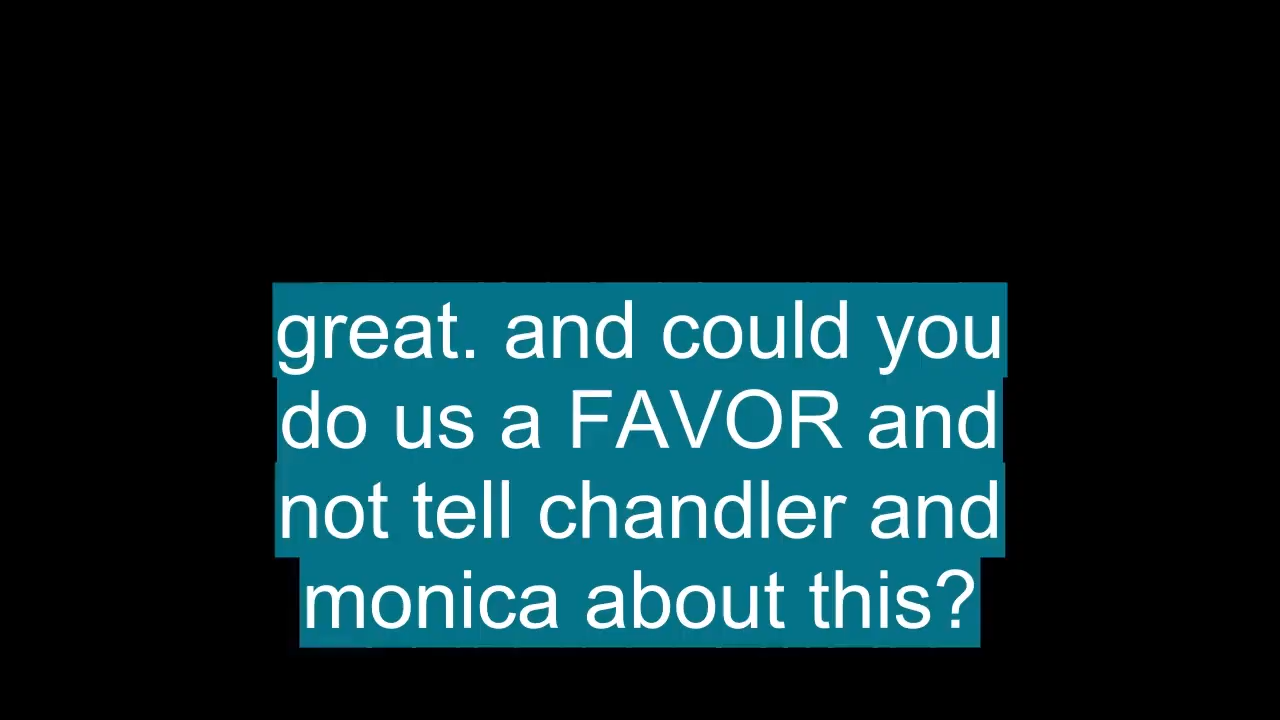 great. and could you
do us a FAVOR and
not tell chandler and
monica about this?